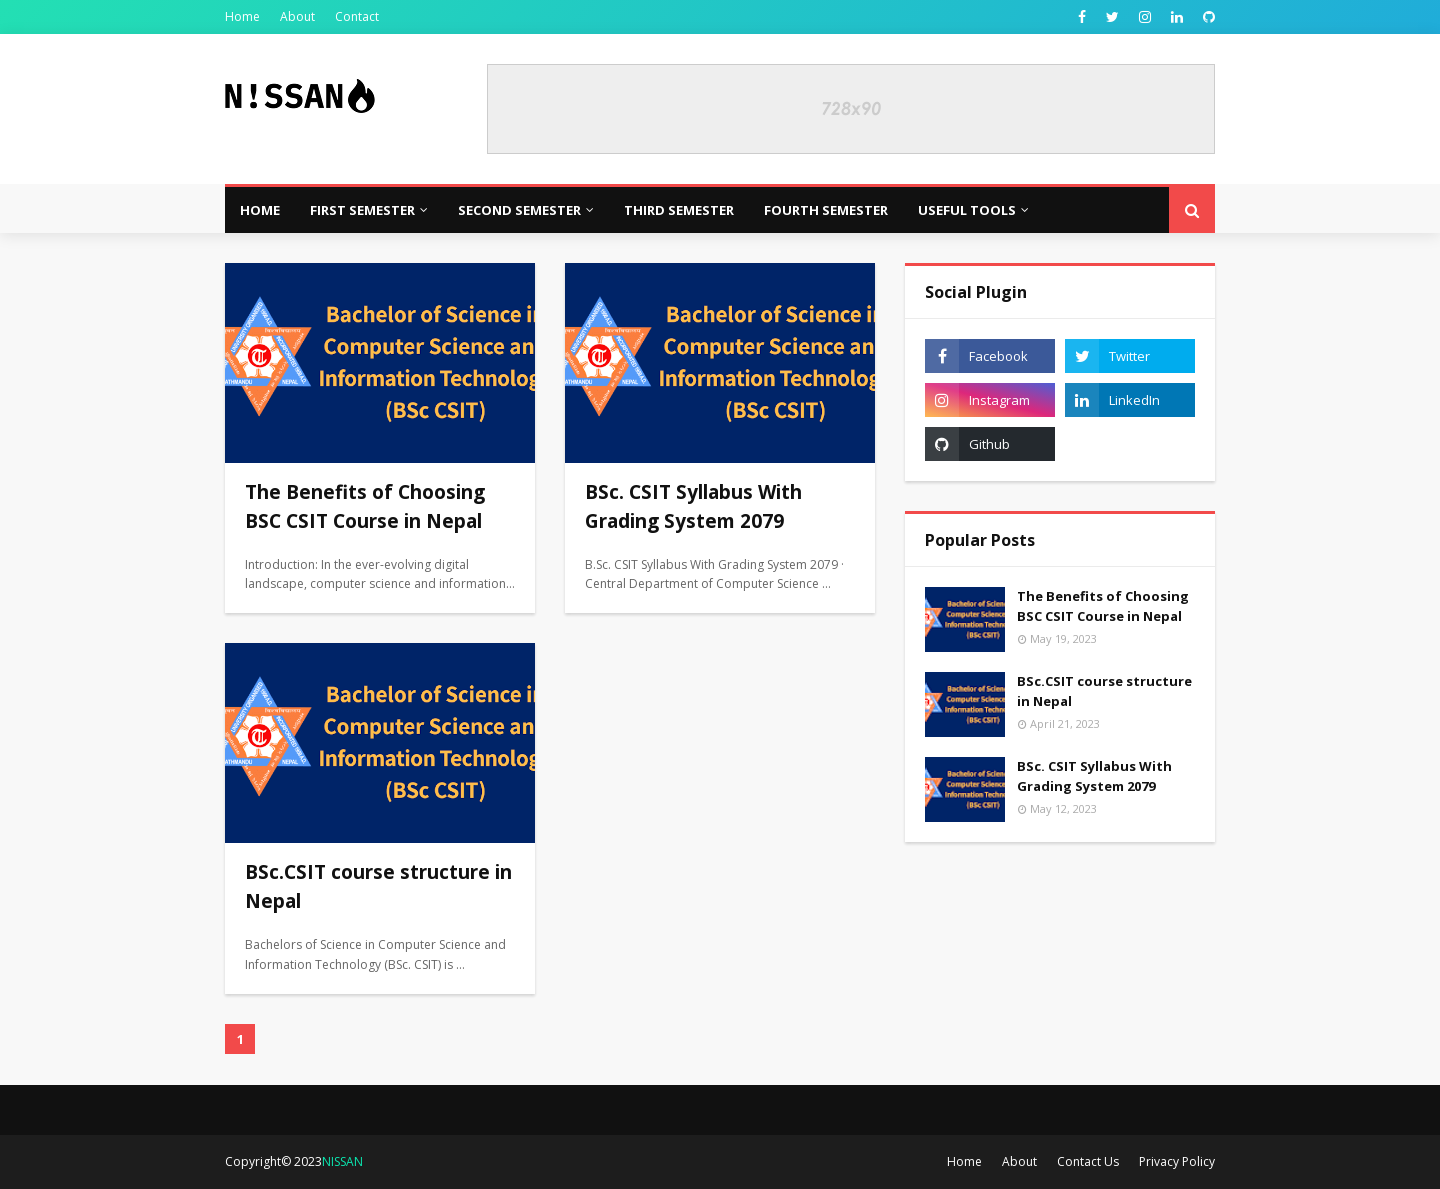 Home About Contact
N!SSAN
728x90
HOME FIRST SEMESTER SECOND SEMESTER THIRD SEMESTER FOURTH SEMESTER USEFUL TOOLS
Bachelor of Science in
Computer Science an
Information Technolog
(BSc CSIT)
The Benefits of Choosing
BSC CSIT Course in Nepal
Introduction: In the ever-evolving digital
landscape, computer science and information...
Bachelor of Science in
Computer Science an
Information Technolog
(BSc CSIT)
BSc. CSIT Syllabus With
Grading System 2079
B.Sc. CSIT Syllabus With Grading System 2079 ·
Central Department of Computer Science ...
Bachelor of Science in
Computer Science an
Information Technolog
(BSc CSIT)
BSc.CSIT course structure in
Nepal
Bachelors of Science in Computer Science and
Information Technology (BSc. CSIT) is ...
1
Social Plugin
Facebook Twitter
Instagram LinkedIn
Github
Popular Posts
The Benefits of Choosing
BSC CSIT Course in Nepal
May 19, 2023
BSc.CSIT course structure
in Nepal
April 21, 2023
BSc. CSIT Syllabus With
Grading System 2079
May 12, 2023
Copyright© 2023NISSAN
Home About Contact Us Privacy Policy